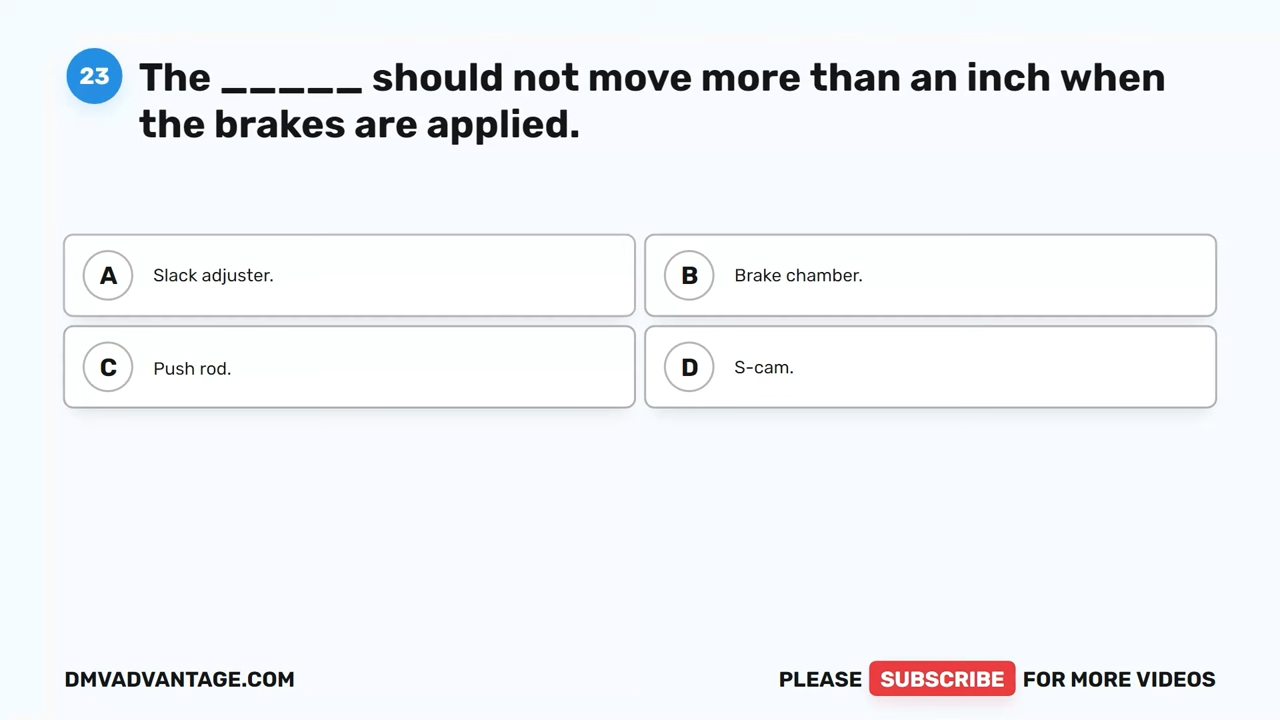 23
The _____ should not move more than an inch when
the brakes are applied.
A Slack adjuster.
B Brake chamber.
C Push rod.
D S-cam.
DMVADVANTAGE.COM
PLEASE SUBSCRIBE FOR MORE VIDEOS